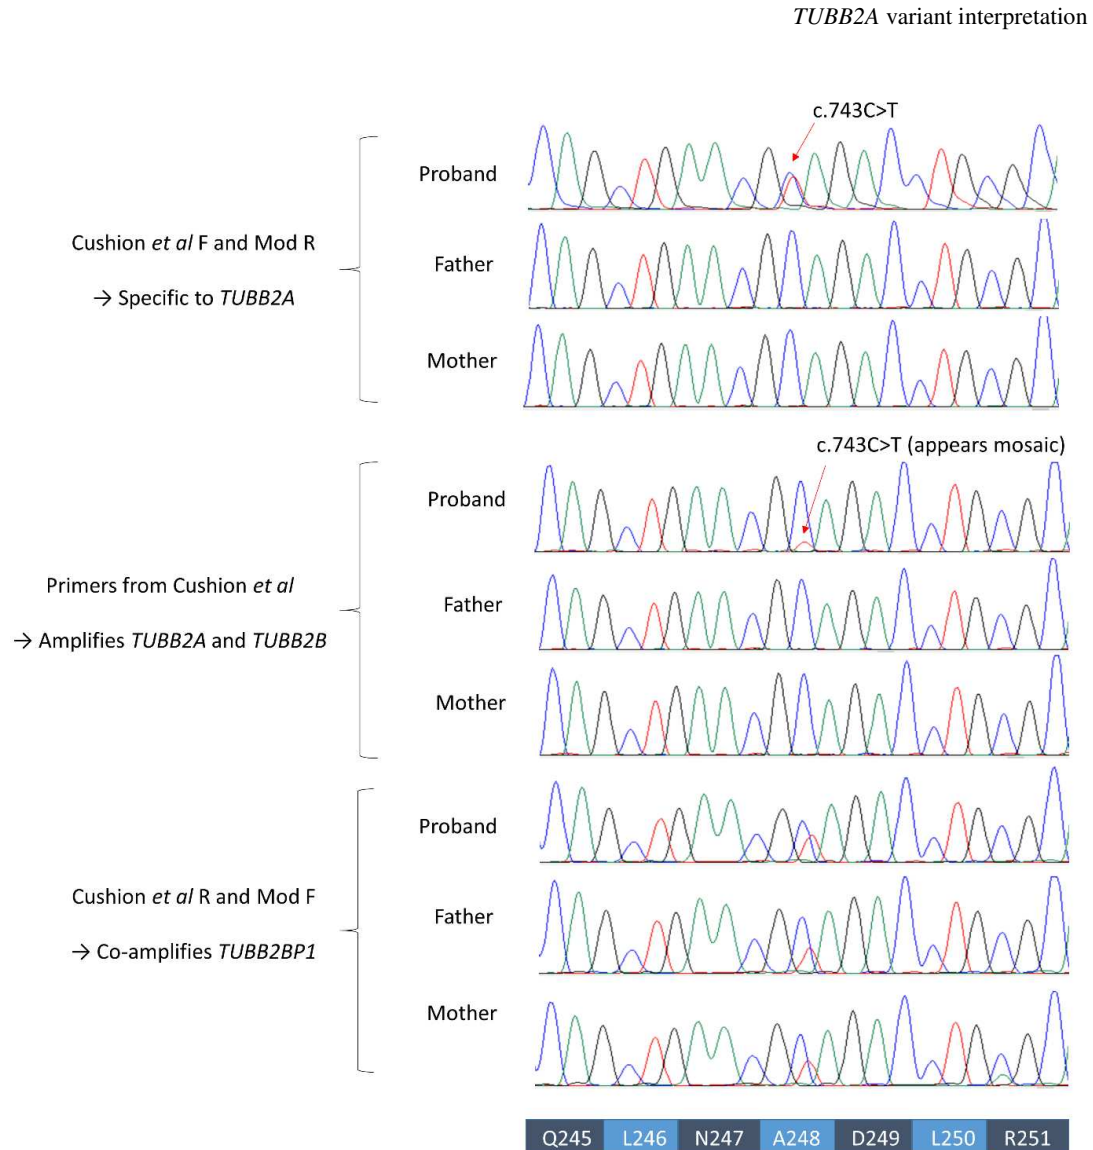 TUBB2A variant interpretation
c.743C>T
Proband
Cushion et al F and Mod R
Father
→ Specific to TUBB2A
Mother
c.743C>T (appears mosaic)
Proband
Primers from Cushion et al
Father
→ Amplifies TUBB2A and TUBB2B
Mother
Proband
Cushion et al R and Mod F
Father
→ Co-amplifies TUBB2BP1
Mother
Q245 L246 N247 A248 D249 L250 R251